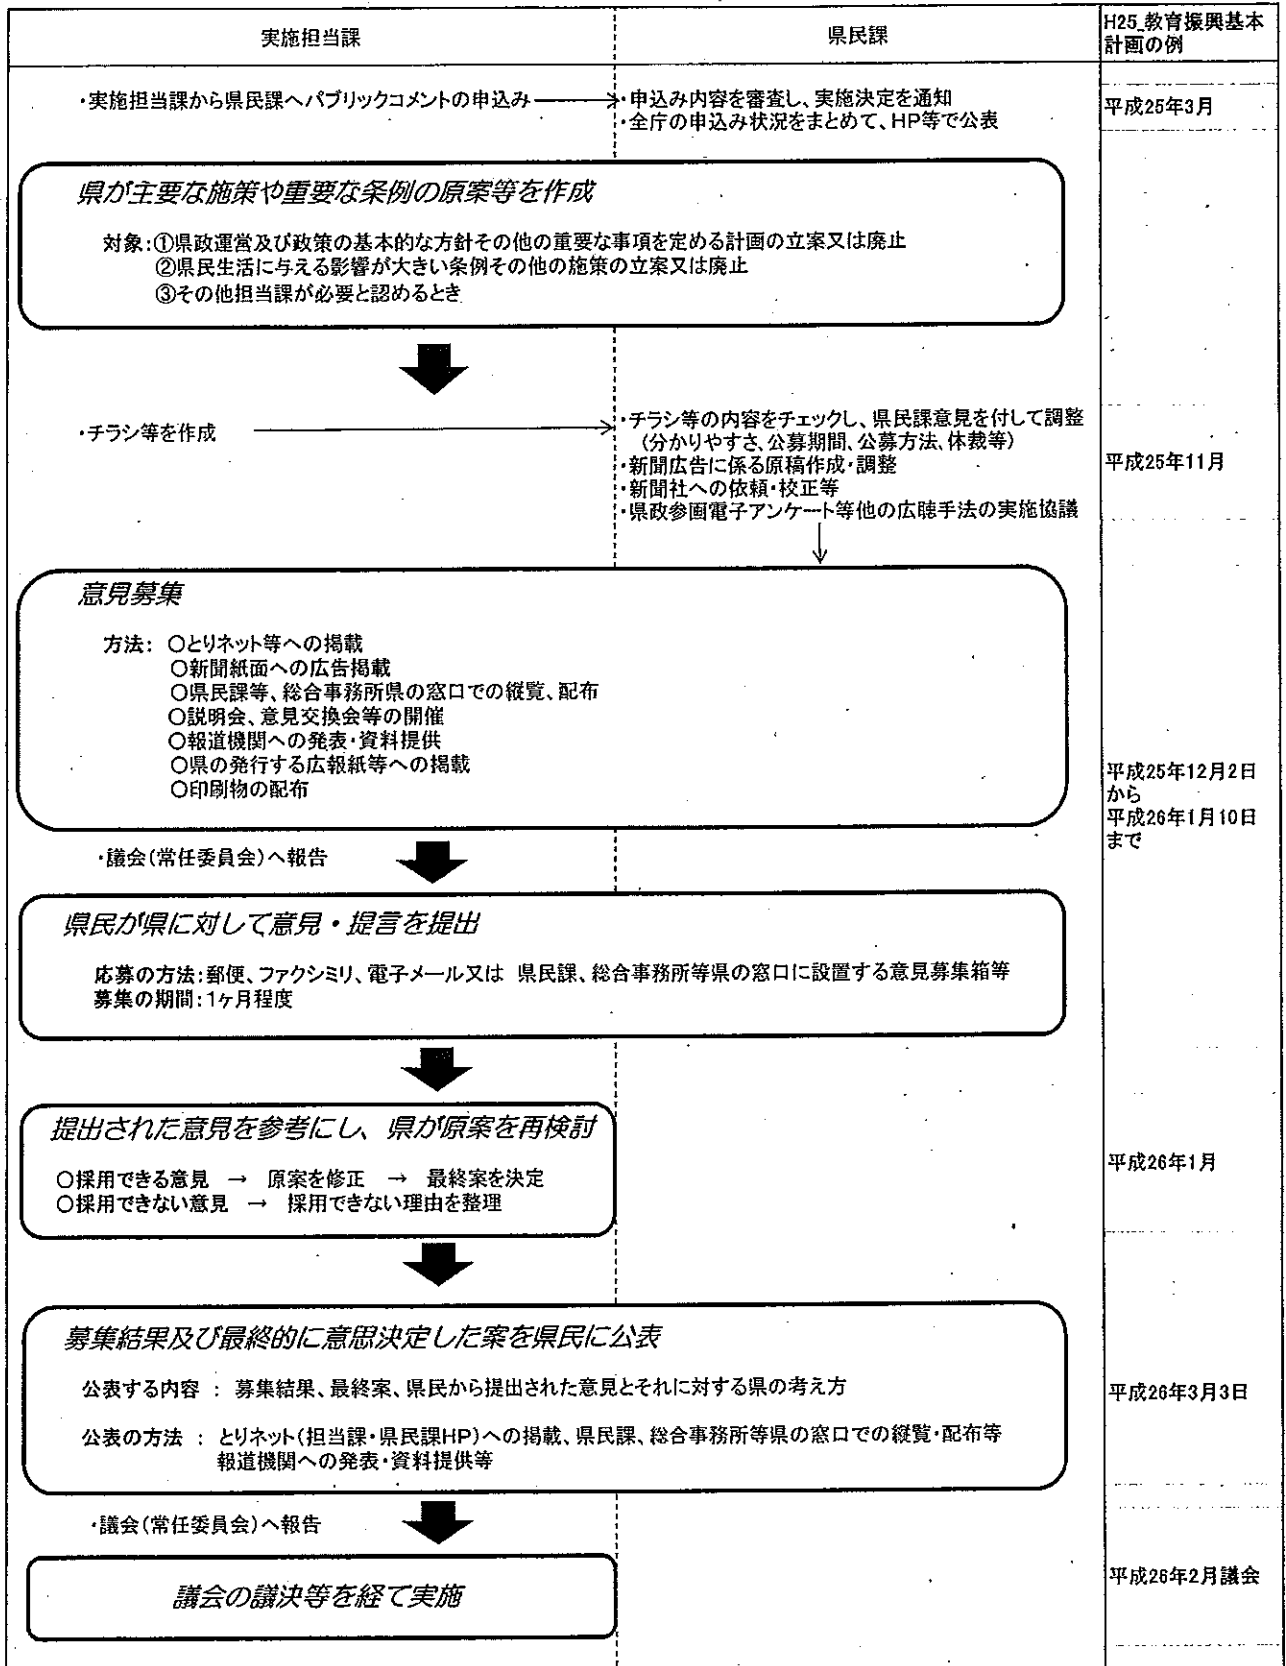 実施担当課
県民課
H25_教育振興基本
計画の例
・実施担当課から県民課へパブリックコメントの申込み
・申込み内容を審査し、実施決定を通知
・全庁の申込み状況をまとめて、HP等で公表
平成25年3月
県が主要な施策や重要な条例の原案等を作成
対象：①県政運営及び政策の基本的な方針その他の重要な事項を定める計画の立案又は廃止
②県民生活に与える影響が大きい条例その他の施策の立案又は廃止
③その他担当課が必要と認めるとき
・チラシ等を作成
・チラシ等の内容をチェックし、県民課意見を付して調整
（分かりやすさ、公募期間、公募方法、体裁等）
・新聞広告に係る原稿作成・調整
・新聞社への依頼・校正等
・県政参画電子アンケート等他の広聴手法の実施協議
平成25年11月
意見募集
方法：○とりネット等への掲載
○新聞紙面への広告掲載
○県民課等、総合事務所県の窓口での縦覧、配布
○説明会、意見交換会等の開催
○報道機関への発表・資料提供
○県の発行する広報紙等への掲載
○印刷物の配布
平成25年12月2日
から
平成26年1月10日
まで
・議会（常任委員会）へ報告
県民が県に対して意見・提言を提出
応募の方法：郵便、ファクシミリ、電子メール又は 県民課、総合事務所等県の窓口に設置する意見募集箱等
募集の期間：1ヶ月程度
提出された意見を参考にし、県が原案を再検討
○採用できる意見 → 原案を修正 → 最終案を決定
○採用できない意見 → 採用できない理由を整理
平成26年1月
募集結果及び最終的に意思決定した案を県民に公表
公表する内容 ： 募集結果、最終案、県民から提出された意見とそれに対する県の考え方
公表の方法 ： とりネット（担当課・県民課HP）への掲載、県民課、総合事務所等県の窓口での縦覧・配布等
報道機関への発表・資料提供等
平成26年3月3日
・議会（常任委員会）へ報告
議会の議決等を経て実施
平成26年2月議会